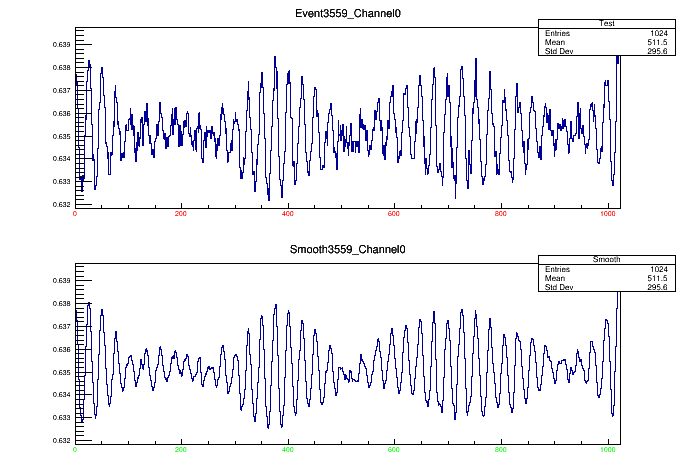 Event3559_Channel0
Test
Entries 1024
Mean 511.5
Std Dev 295.6
0.639
0.638
0.637
0.636
0.635
0.634
0.633
0.632
0 200 400 600 800 1000
Smooth3559_Channel0
Smooth
Entries 1024
Mean 511.5
Std Dev 295.6
0.639
0.638
0.637
0.636
0.635
0.634
0.633
0.632
0 200 400 600 800 1000